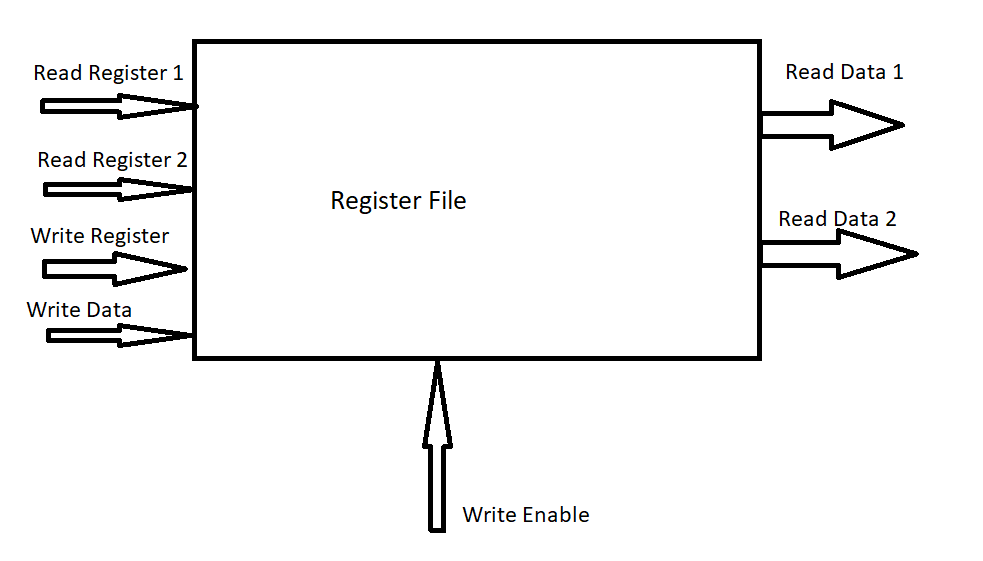 Read Register 1
Read Data 1
Read Register 2
Register File
Write Register
Read Data 2
Write Data
Write Enable